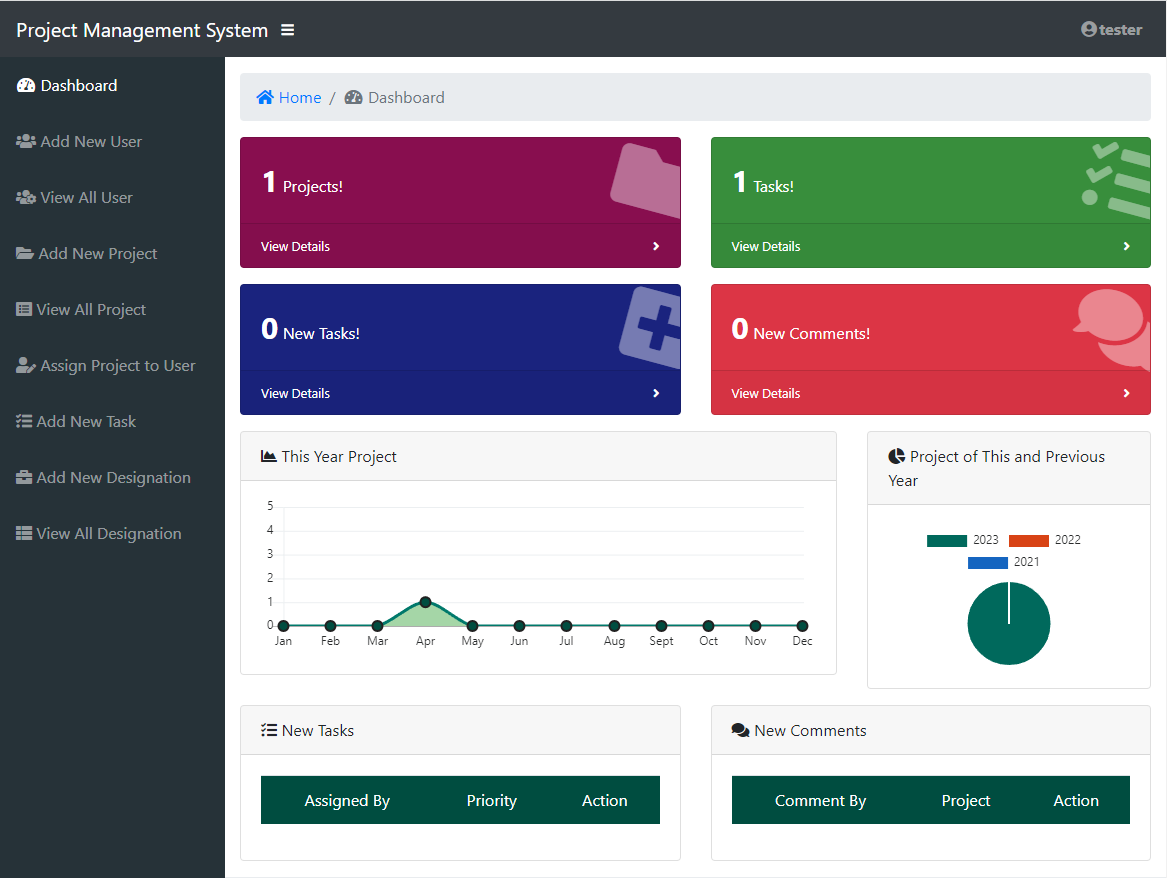 Project Management System
tester
Dashboard
Add New User
View All User
Add New Project
View All Project
Assign Project to User
Add New Task
Add New Designation
View All Designation
Home / Dashboard
1 Projects!
View Details
1 Tasks!
View Details
0 New Tasks!
View Details
0 New Comments!
View Details
This Year Project
5
4
3
2
1
0
Jan Feb Mar Apr May Jun Jul Aug Sept Oct Nov Dec
Project of This and Previous
Year
2023 2022
2021
New Tasks
Assigned By Priority Action
New Comments
Comment By Project Action